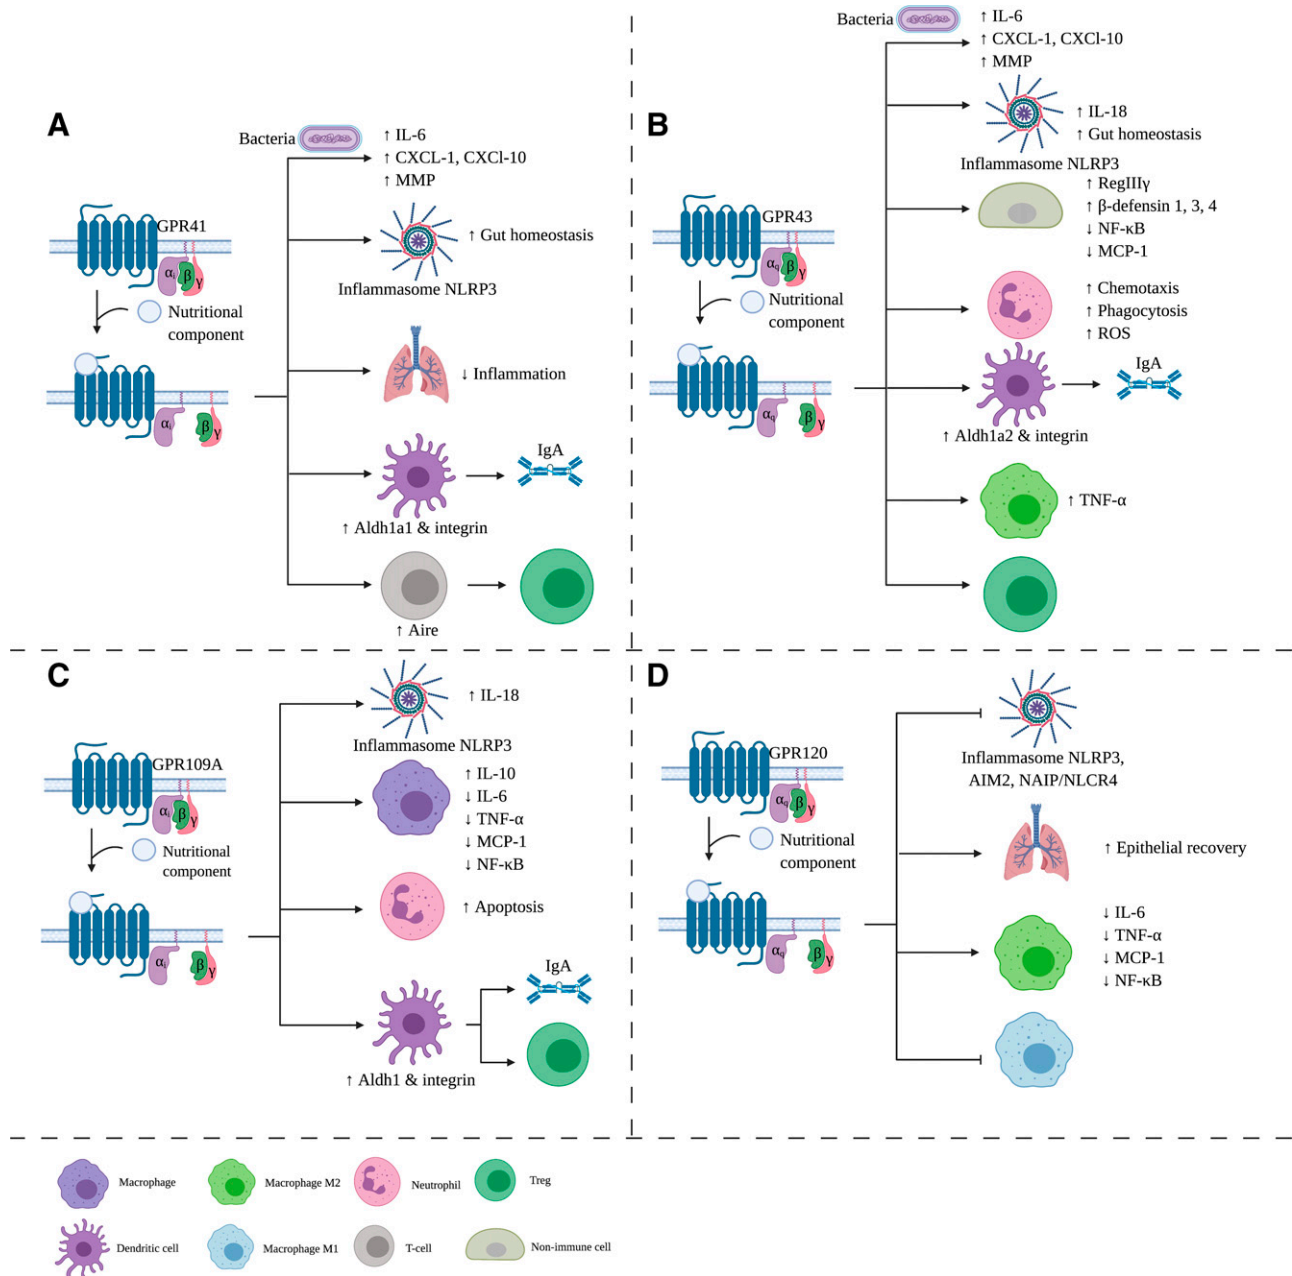 A
Bacteria
↑ IL-6
↑ CXCL-1, CXCl-10
↑ MMP
GPR41
αi
β
γ
Nutritional
component
αi
β
γ
↑ Gut homeostasis
Inflammasome NLRP3
↓ Inflammation
IgA
↑ Aldh1a1 & integrin
↑ Aire
B
Bacteria
↑ IL-6
↑ CXCL-1, CXCl-10
↑ MMP
GPR43
αq
β
γ
Nutritional
component
αq
β
γ
↑ IL-18
↑ Gut homeostasis
Inflammasome NLRP3
↑ RegIIIγ
↑ β-defensin 1, 3, 4
↓ NF-κB
↓ MCP-1
↑ Chemotaxis
↑ Phagocytosis
↑ ROS
IgA
↑ Aldh1a2 & integrin
↑ TNF-α
C
GPR109A
αi
β
γ
Nutritional
component
αi
β
γ
↑ IL-18
Inflammasome NLRP3
↑ IL-10
↓ IL-6
↓ TNF-α
↓ MCP-1
↓ NF-κB
↑ Apoptosis
IgA
↑ Aldh1 & integrin
D
GPR120
αq
β
γ
Nutritional
component
αq
β
γ
Inflammasome NLRP3,
AIM2, NAIP/NLCR4
↑ Epithelial recovery
↓ IL-6
↓ TNF-α
↓ MCP-1
↓ NF-κB
Macrophage
Macrophage M2
Neutrophil
Treg
Dendritic cell
Macrophage M1
T-cell
Non-immune cell